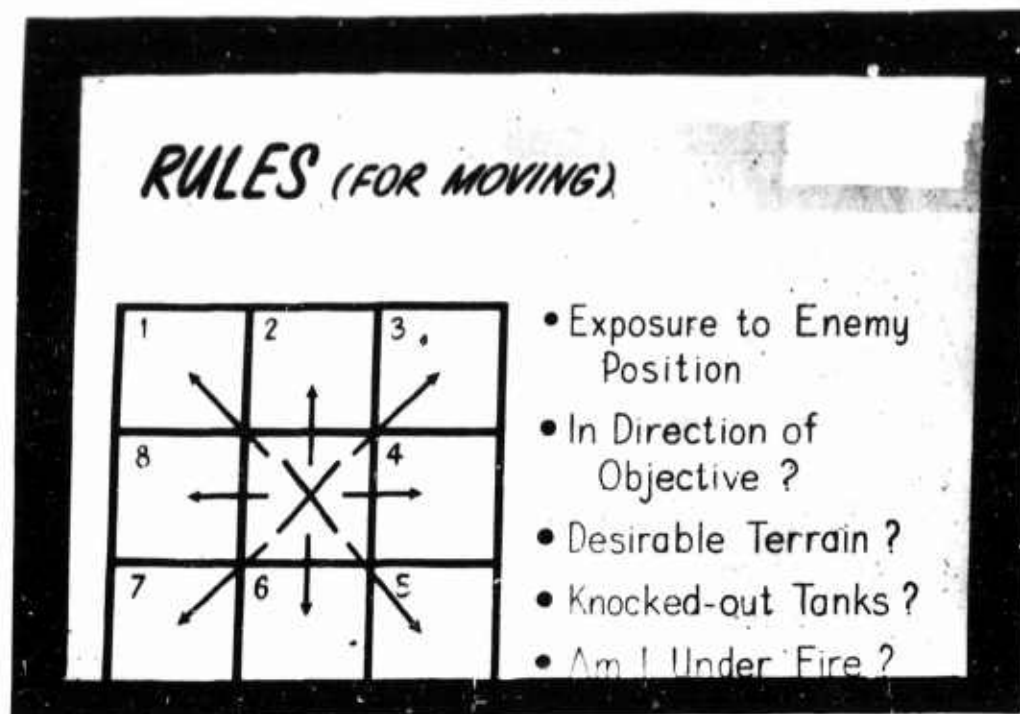 RULES (FOR MOVING)
1 2 3
8 4
7 6 5
• Exposure to Enemy
Position
• In Direction of
Objective ?
• Desirable Terrain ?
• Knocked-out Tanks ?
• Am I Under Fire ?